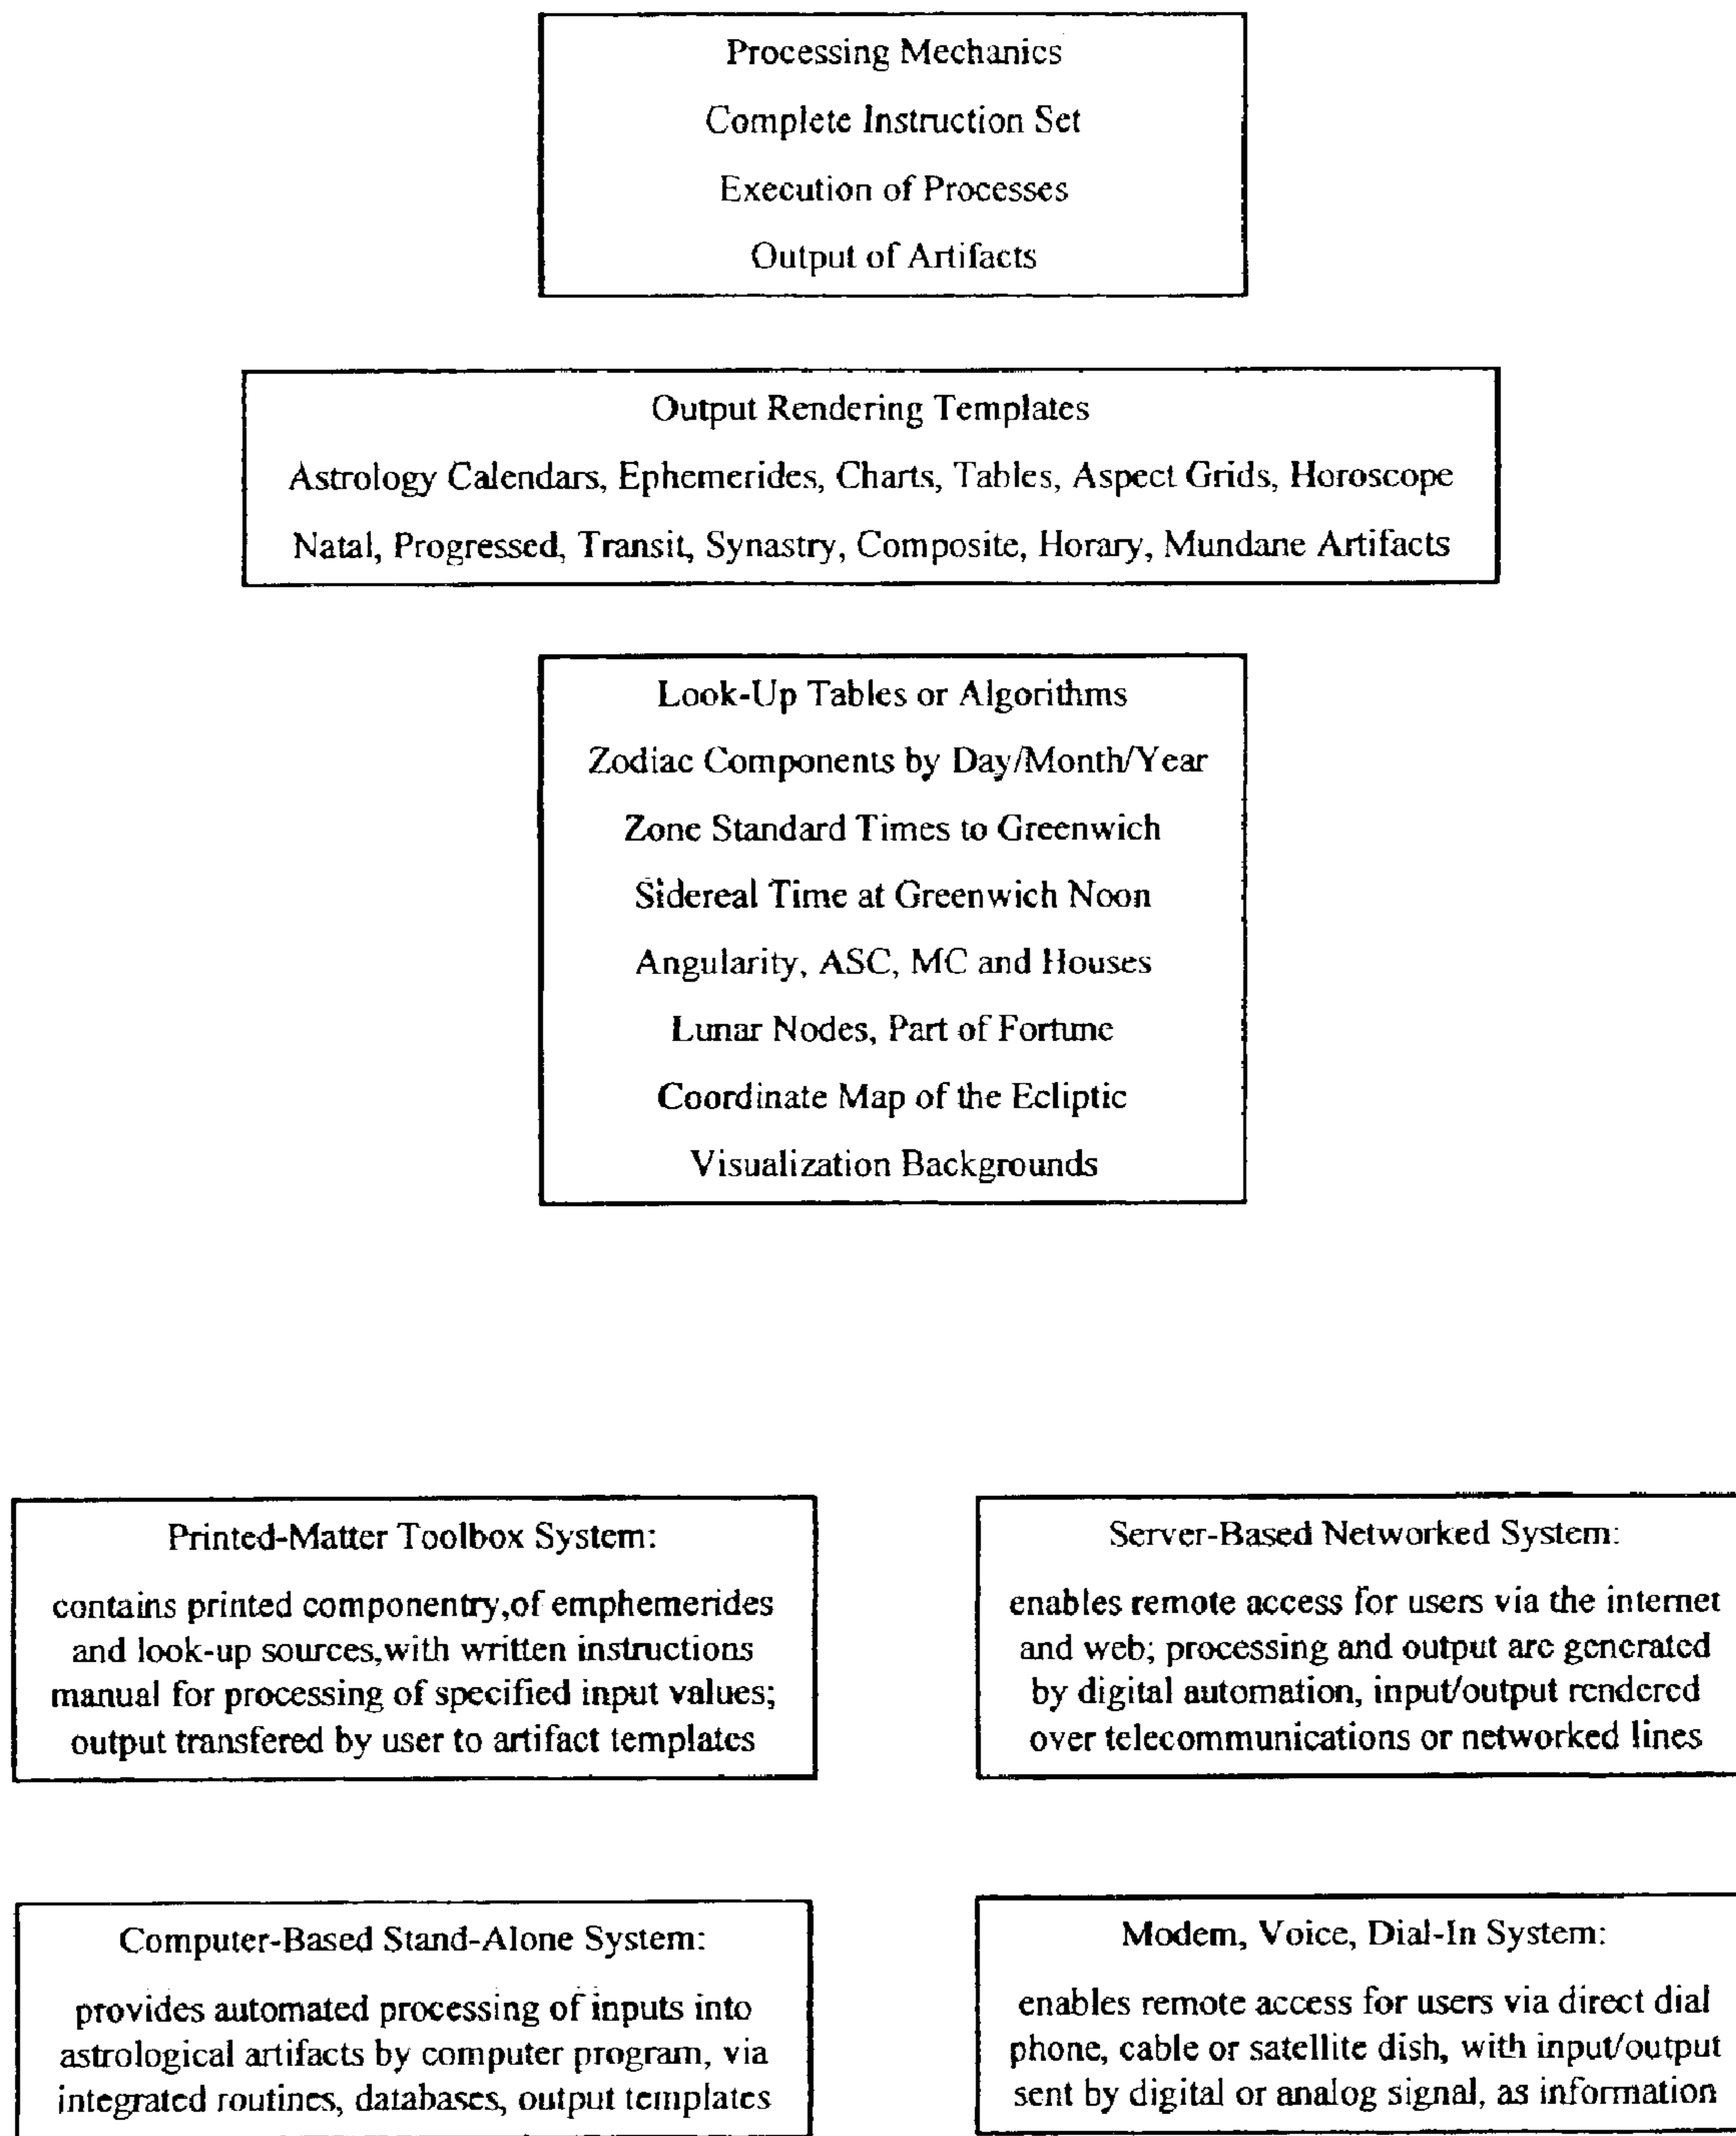 Processing Mechanics
Complete Instruction Set
Execution of Processes
Output of Artifacts
Output Rendering Templates
Astrology Calendars, Ephemerides, Charts, Tables, Aspect Grids, Horoscope
Natal, Progressed, Transit, Synastry, Composite, Horary, Mundane Artifacts
Look-Up Tables or Algorithms
Zodiac Components by Day/Month/Year
Zone Standard Times to Greenwich
Sidereal Time at Greenwich Noon
Angularity, ASC, MC and Houses
Lunar Nodes, Part of Fortune
Coordinate Map of the Ecliptic
Visualization Backgrounds
Printed-Matter Toolbox System:
contains printed componentry,of emphemerides
and look-up sources,with written instructions
manual for processing of specified input values;
output transfered by user to artifact templates
Server-Based Networked System:
enables remote access for users via the internet
and web; processing and output are generated
by digital automation, input/output rendered
over telecommunications or networked lines
Computer-Based Stand-Alone System:
provides automated processing of inputs into
astrological artifacts by computer program, via
integrated routines, databases, output templates
Modem, Voice, Dial-In System:
enables remote access for users via direct dial
phone, cable or satellite dish, with input/output
sent by digital or analog signal, as information